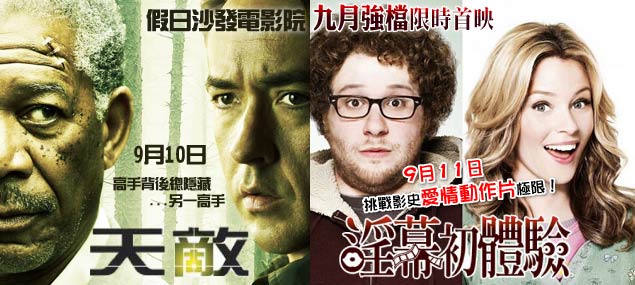 假日沙發電影院 九月強檔限時首映
9月10日
高手背後總隱藏
...另一高手
天敵
9月11日
挑戰影史愛情動作片極限！
淫幕初體驗